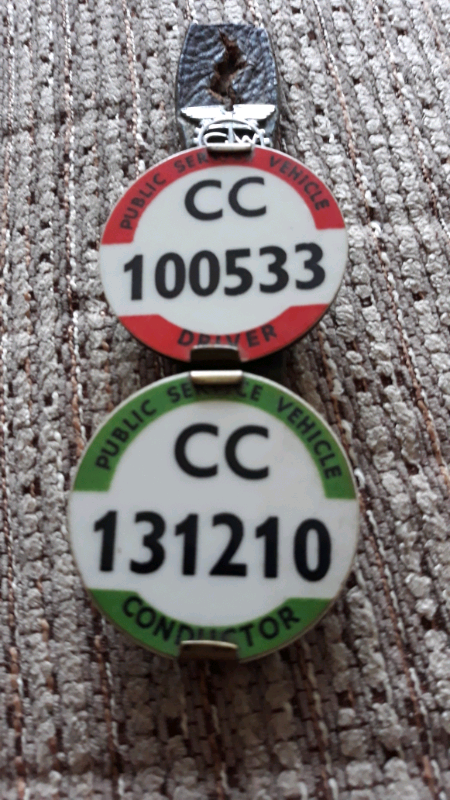 PUBLIC SERVICE VEHICLE
CC
100533
DRIVER
PUBLIC SERVICE VEHICLE
CC
131210
CONDUCTOR